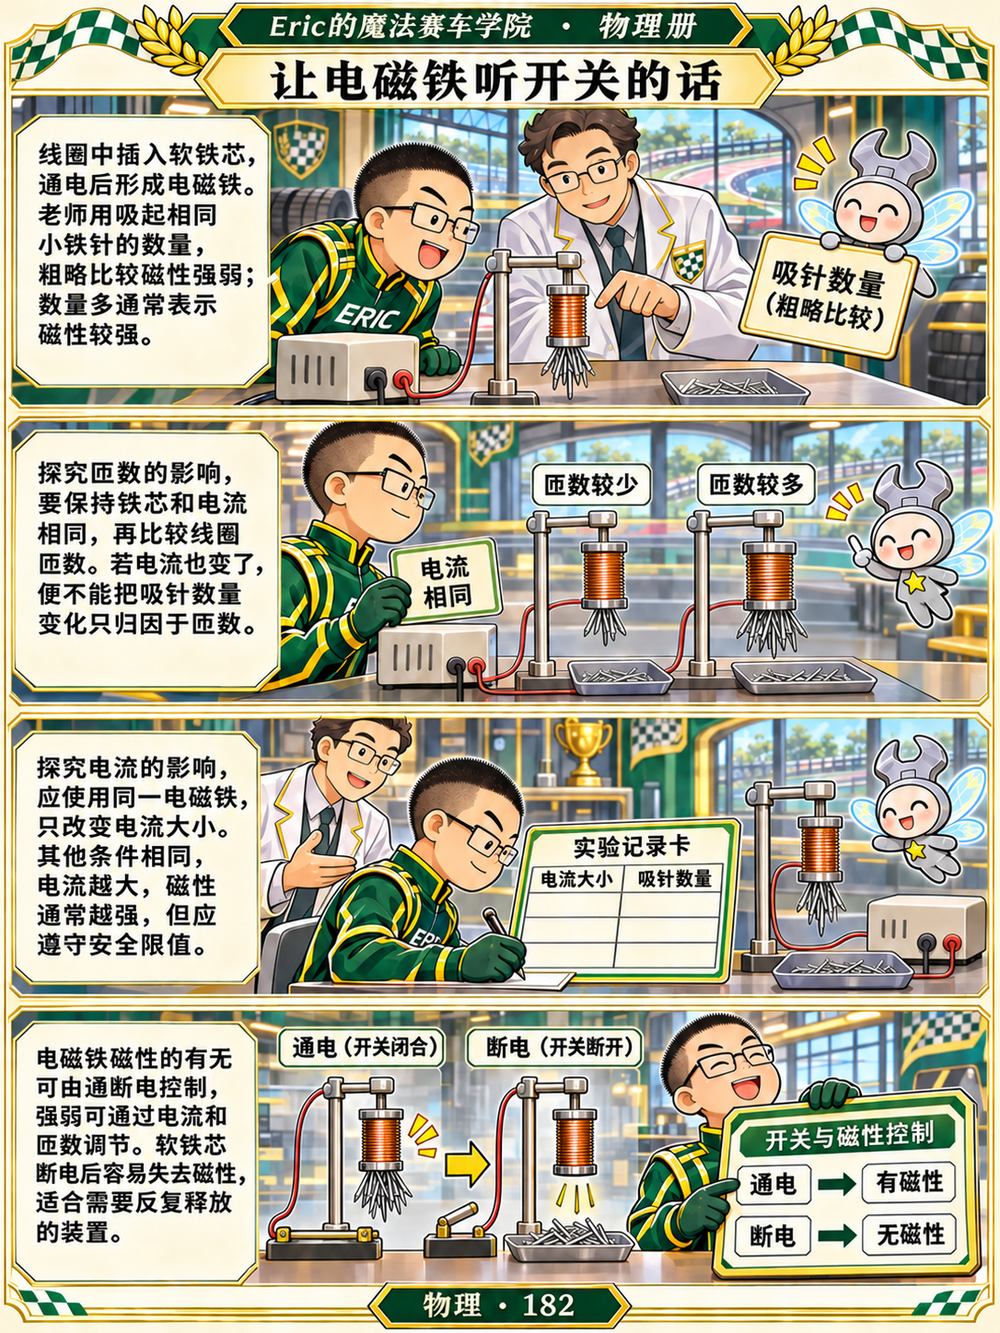 Eric的魔法赛车学院 · 物理册
让电磁铁听开关的话
线圈中插入软铁芯，
通电后形成电磁铁。
老师用吸起相同
小铁针的数量，
粗略比较磁性强弱；
数量多通常表示
磁性较强。
ERIC
吸针数量
（粗略比较）
探究匝数的影响，
要保持铁芯和电流
相同，再比较线圈
匝数。若电流也变了，
便不能把吸针数量
变化只归因于匝数。
电流
相同
匝数较少
匝数较多
探究电流的影响，
应使用同一电磁铁，
只改变电流大小。
其他条件相同，
电流越大，磁性
通常越强，但应
遵守安全限值。
ERIC
实验记录卡
电流大小 吸针数量
电磁铁磁性的有无
可由通断电控制，
强弱可通过电流和
匝数调节。软铁芯
断电后容易失去磁性，
适合需要反复释放
的装置。
通电（开关闭合）
断电（开关断开）
开关与磁性控制
通电 → 有磁性
断电 → 无磁性
物理 · 182